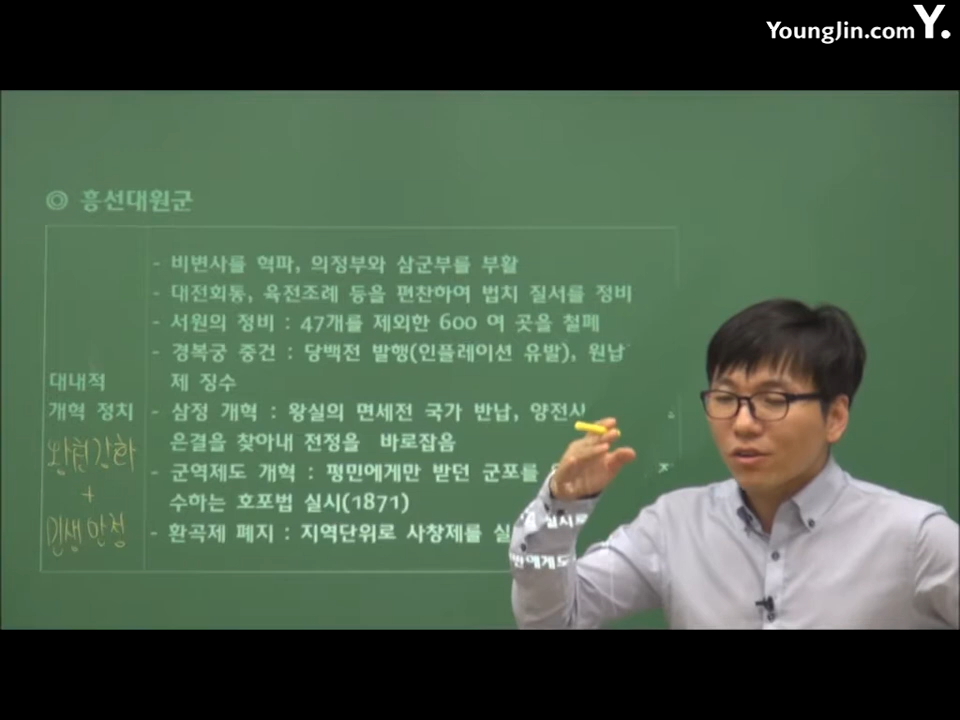 YoungJin.com Y.
◎ 흥선대원군
- 비변사를 혁파, 의정부와 삼군부를 부활
- 대전회통, 육전조례 등을 편찬하여 법치 질서를 정비
- 서원의 정비 : 47개를 제외한 600 여 곳을 철폐
- 경복궁 중건 : 당백전 발행(인플레이션 유발), 원납
제 징수
- 삼정 개혁 : 왕실의 면세전 국가 반납,
은결을 찾아내 전정을 바로잡음
- 군역제도 개혁 : 평민에게만 받던 군포를
수하는 호포법 실시(1871)
- 환곡제 폐지 : 지역단위로 사창제를
대내적
개혁 정치
왕권강화
+
민생안정